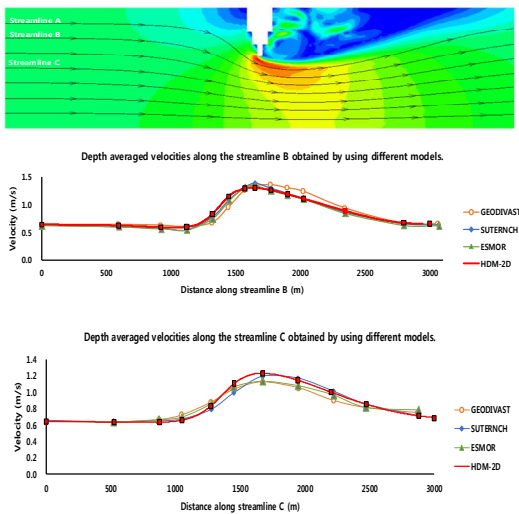 Streamline A
Streamline B
Streamline C
Depth averaged velocities along the streamline B obtained by using different models.
Velocity (m/s)
1.5
1.0
0.5
0.0
0 500 1000 1500 2000 2500 3000
Distance along streamline B (m)
GEODIVAST
SUTERNCH
ESMOR
HDM-2D
Depth averaged velocities along the streamline C obtained by using different models.
Velocity (m/s)
1.4
1.2
1.0
0.8
0.6
0.4
0.2
0.0
0 500 1000 1500 2000 2500 3000
Distance along streamline C (m)
GEODIVAST
SUTERNCH
ESMOR
HDM-2D